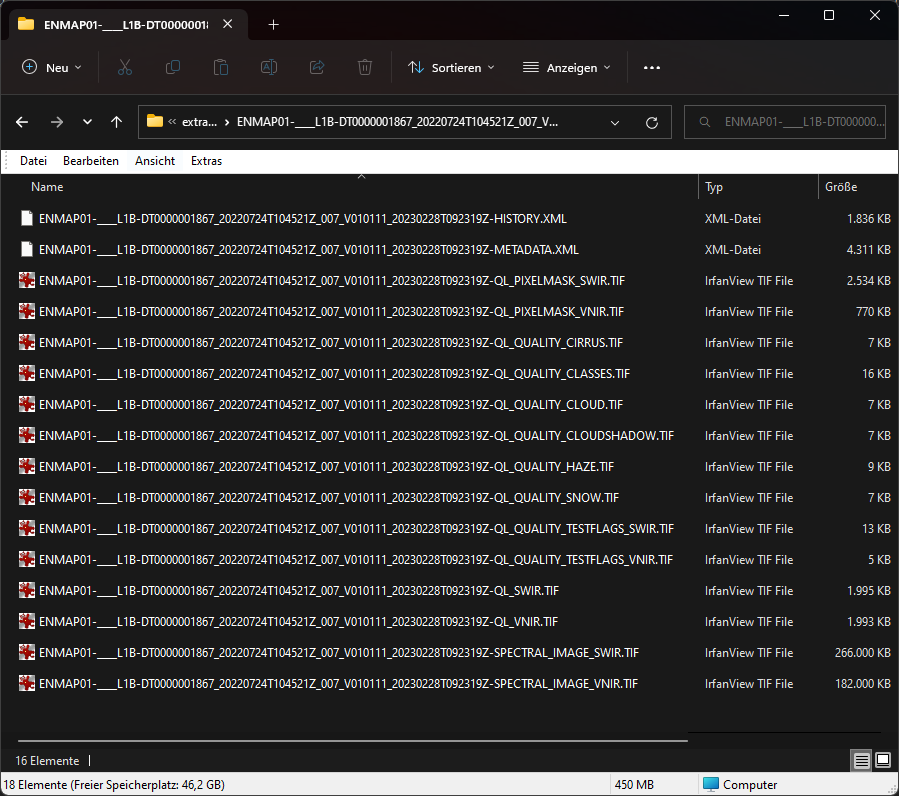 ENMAP01-____L1B-DT00000018
Neu
Sortieren
Anzeigen
« extra... > ENMAP01-____L1B-DT0000001867_20220724T104521Z_007_V...
ENMAP01-____L1B-DT000000...
Datei Bearbeiten Ansicht Extras
Name Typ Größe
ENMAP01-____L1B-DT0000001867_20220724T104521Z_007_V010111_20230228T092319Z-HISTORY.XML XML-Datei 1.836 KB
ENMAP01-____L1B-DT0000001867_20220724T104521Z_007_V010111_20230228T092319Z-METADATA.XML XML-Datei 4.311 KB
ENMAP01-____L1B-DT0000001867_20220724T104521Z_007_V010111_20230228T092319Z-QL_PIXELMASK_SWIR.TIF IrfanView TIF File 2.534 KB
ENMAP01-____L1B-DT0000001867_20220724T104521Z_007_V010111_20230228T092319Z-QL_PIXELMASK_VNIR.TIF IrfanView TIF File 770 KB
ENMAP01-____L1B-DT0000001867_20220724T104521Z_007_V010111_20230228T092319Z-QL_QUALITY_CIRRUS.TIF IrfanView TIF File 7 KB
ENMAP01-____L1B-DT0000001867_20220724T104521Z_007_V010111_20230228T092319Z-QL_QUALITY_CLASSES.TIF IrfanView TIF File 16 KB
ENMAP01-____L1B-DT0000001867_20220724T104521Z_007_V010111_20230228T092319Z-QL_QUALITY_CLOUD.TIF IrfanView TIF File 7 KB
ENMAP01-____L1B-DT0000001867_20220724T104521Z_007_V010111_20230228T092319Z-QL_QUALITY_CLOUDSHADOW.TIF IrfanView TIF File 7 KB
ENMAP01-____L1B-DT0000001867_20220724T104521Z_007_V010111_20230228T092319Z-QL_QUALITY_HAZE.TIF IrfanView TIF File 9 KB
ENMAP01-____L1B-DT0000001867_20220724T104521Z_007_V010111_20230228T092319Z-QL_QUALITY_SNOW.TIF IrfanView TIF File 7 KB
ENMAP01-____L1B-DT0000001867_20220724T104521Z_007_V010111_20230228T092319Z-QL_QUALITY_TESTFLAGS_SWIR.TIF IrfanView TIF File 13 KB
ENMAP01-____L1B-DT0000001867_20220724T104521Z_007_V010111_20230228T092319Z-QL_QUALITY_TESTFLAGS_VNIR.TIF IrfanView TIF File 5 KB
ENMAP01-____L1B-DT0000001867_20220724T104521Z_007_V010111_20230228T092319Z-QL_SWIR.TIF IrfanView TIF File 1.995 KB
ENMAP01-____L1B-DT0000001867_20220724T104521Z_007_V010111_20230228T092319Z-QL_VNIR.TIF IrfanView TIF File 1.993 KB
ENMAP01-____L1B-DT0000001867_20220724T104521Z_007_V010111_20230228T092319Z-SPECTRAL_IMAGE_SWIR.TIF IrfanView TIF File 266.000 KB
ENMAP01-____L1B-DT0000001867_20220724T104521Z_007_V010111_20230228T092319Z-SPECTRAL_IMAGE_VNIR.TIF IrfanView TIF File 182.000 KB
16 Elemente
18 Elemente (Freier Speicherplatz: 46,2 GB) 450 MB Computer